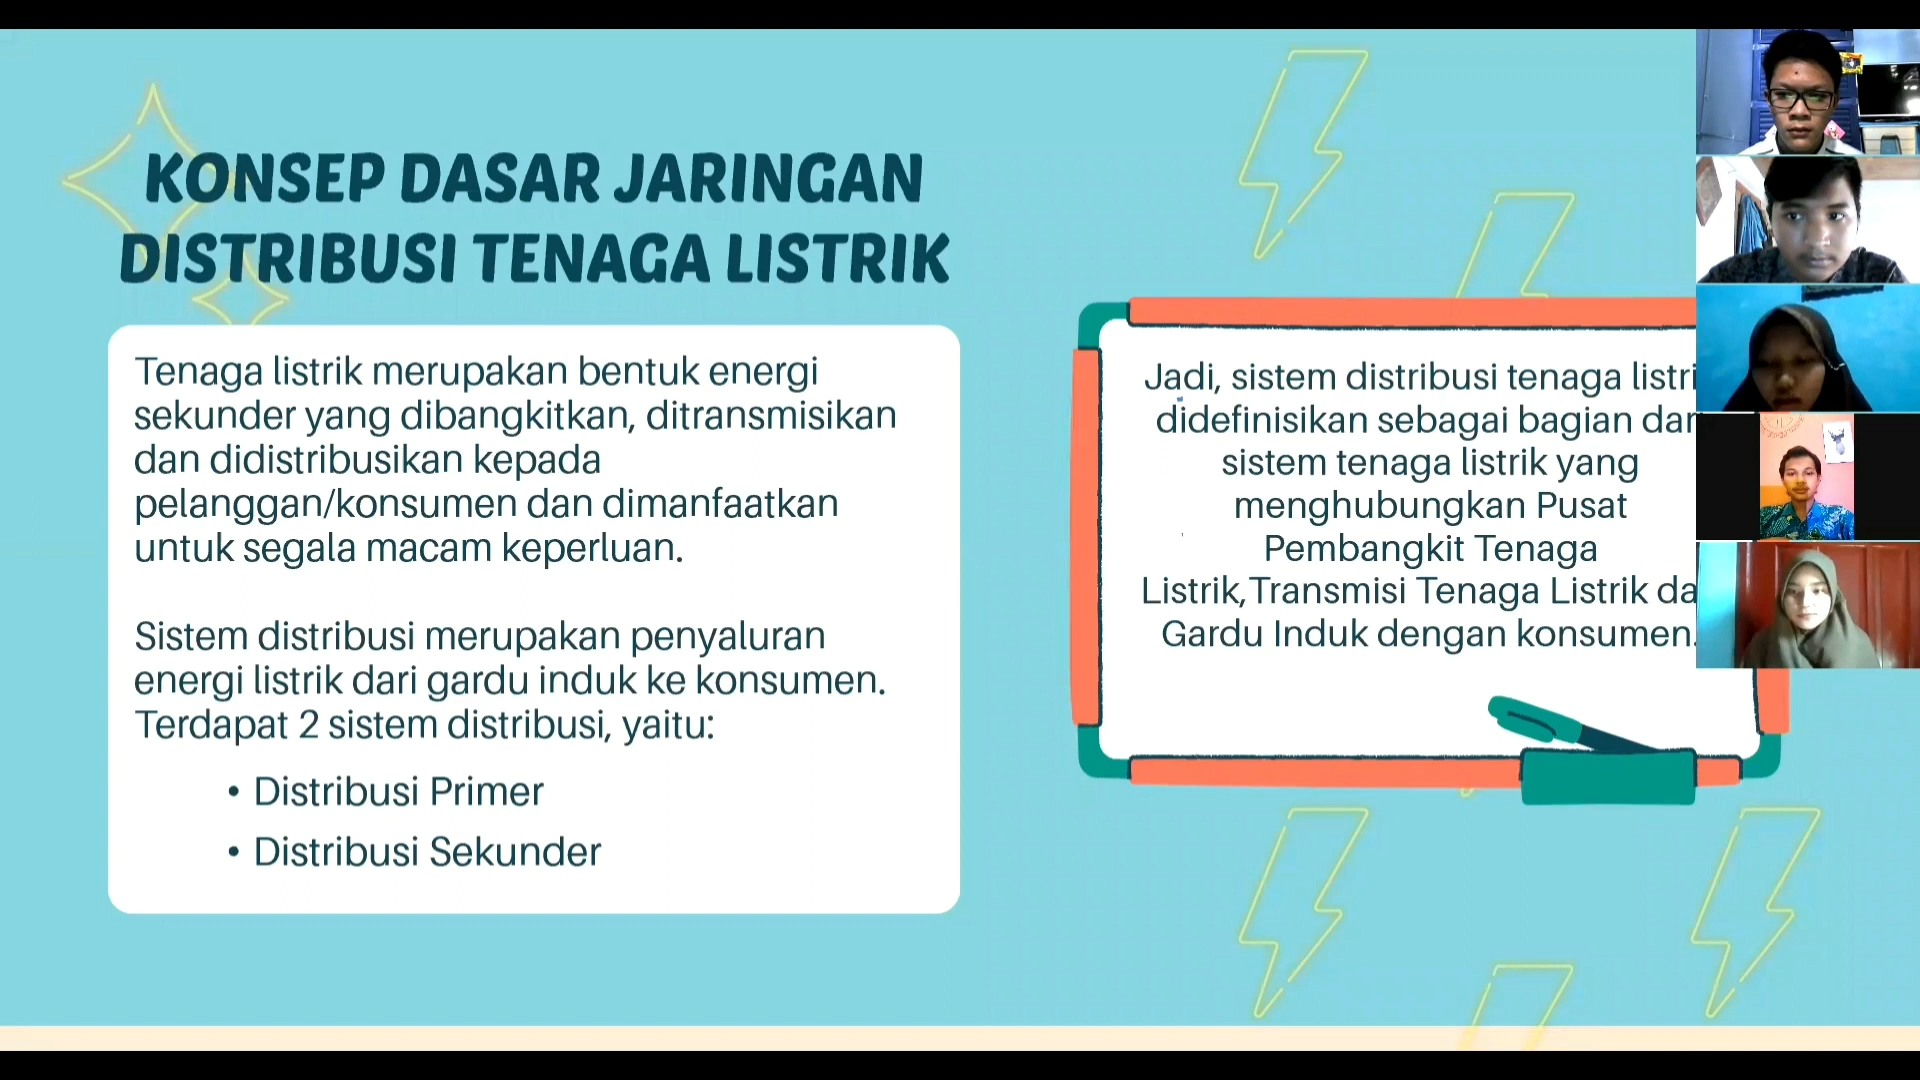 KONSEP DASAR JARINGAN
DISTRIBUSI TENAGA LISTRIK
Tenaga listrik merupakan bentuk energi
sekunder yang dibangkitkan, ditransmisikan
dan didistribusikan kepada
pelanggan/konsumen dan dimanfaatkan
untuk segala macam keperluan.
Sistem distribusi merupakan penyaluran
energi listrik dari gardu induk ke konsumen.
Terdapat 2 sistem distribusi, yaitu:
• Distribusi Primer
• Distribusi Sekunder
Jadi, sistem distribusi tenaga listri
didefinisikan sebagai bagian dar
sistem tenaga listrik yang
menghubungkan Pusat
Pembangkit Tenaga
Listrik,Transmisi Tenaga Listrik da
Gardu Induk dengan konsumen.